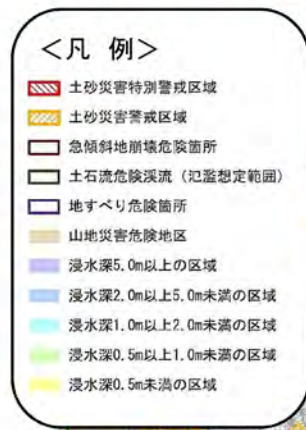 ＜凡 例＞
土砂災害特別警戒区域
土砂災害警戒区域
急傾斜地崩壊危険箇所
土石流危険渓流（氾濫想定範囲）
地すべり危険箇所
山地災害危険地区
浸水深5.0m以上の区域
浸水深2.0m以上5.0m未満の区域
浸水深1.0m以上2.0m未満の区域
浸水深0.5m以上1.0m未満の区域
浸水深0.5m未満の区域